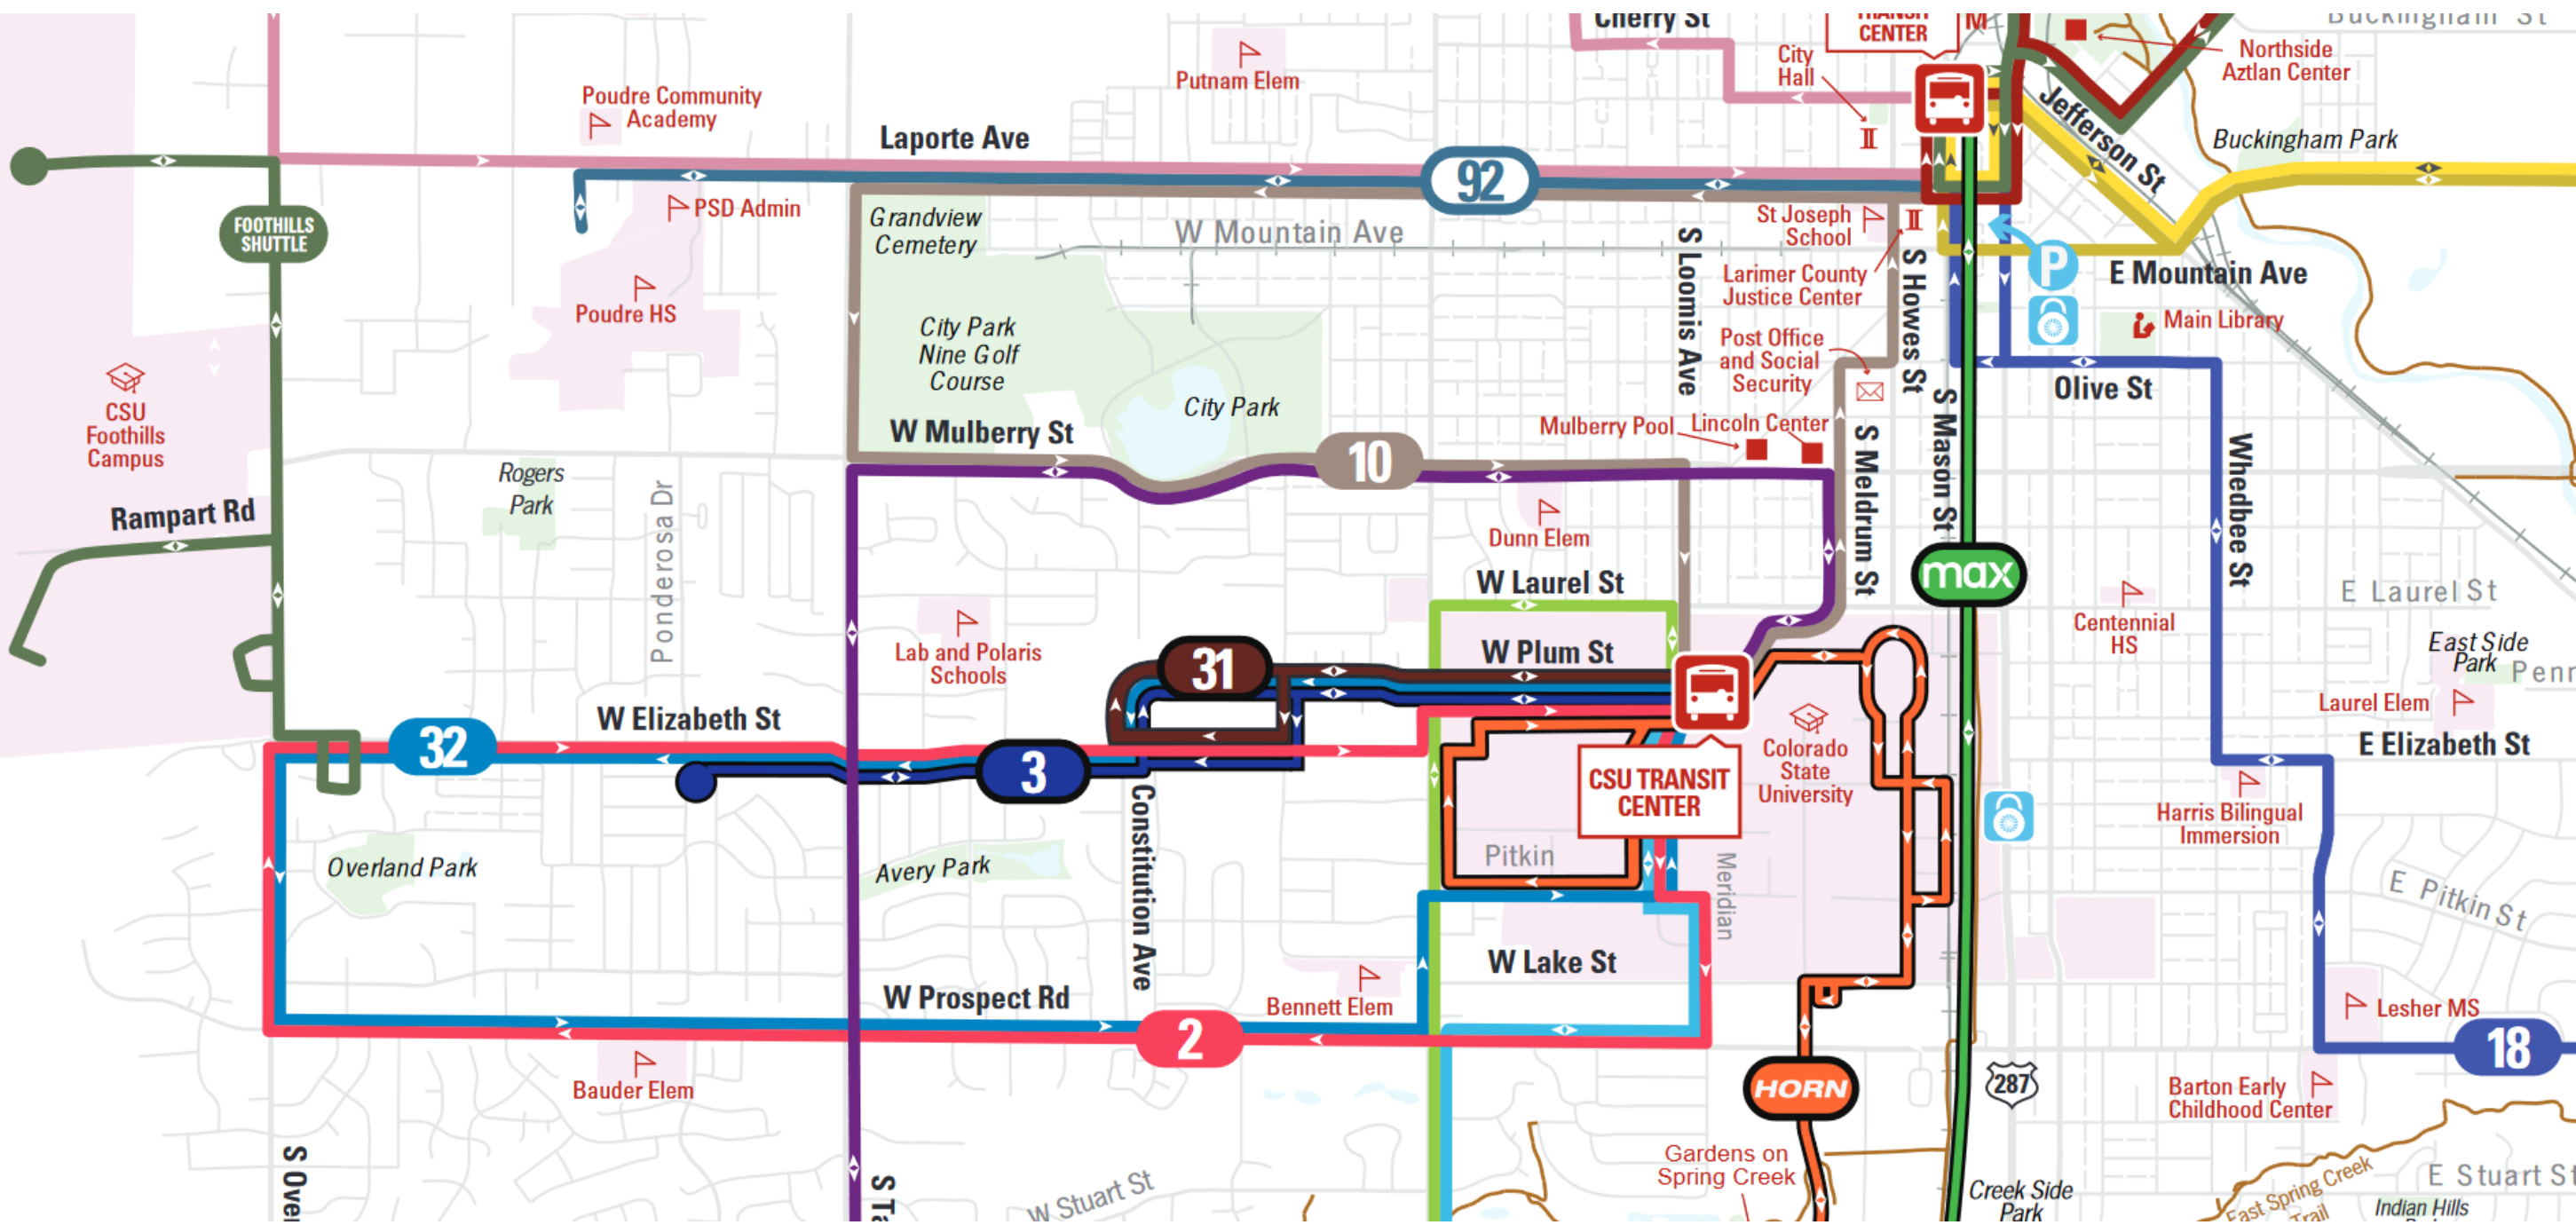 Cherry St
TRANSIT
CENTER
M
Buckingham St
City
Hall
Northside
Aztlan Center
Putnam Elem
Poudre Community
Academy
Laporte Ave
Jefferson St
Buckingham Park
92
PSD Admin
FOOTHILLS
SHUTTLE
Grandview
Cemetery
W Mountain Ave
St Joseph
School
S Loomis Ave
S Howes St
Larimer County
Justice Center
P
E Mountain Ave
Poudre HS
City Park
Nine Golf
Course
Main Library
Post Office
and Social
Security
CSU
Foothills
Campus
City Park
Olive St
W Mulberry St
10
Mulberry Pool
Lincoln Center
S Meldrum St
S Mason St
Whedbee St
Rogers
Park
Ponderosa Dr
Rampart Rd
Dunn Elem
max
W Laurel St
E Laurel St
Centennial
HS
Lab and Polaris
Schools
31
W Plum St
East Side
Park
Penn
Laurel Elem
W Elizabeth St
32
3
CSU TRANSIT
CENTER
Colorado
State
University
E Elizabeth St
Harris Bilingual
Immersion
Constitution Ave
Overland Park
Avery Park
Pitkin
Meridian
E Pitkin St
W Lake St
W Prospect Rd
Bennett Elem
Lesher MS
2
18
Bauder Elem
HORN
287
Barton Early
Childhood Center
S Over
S Ta
W Stuart St
Gardens on
Spring Creek
Creek Side
Park
East Spring Creek
Trail
E Stuart St
Indian Hills